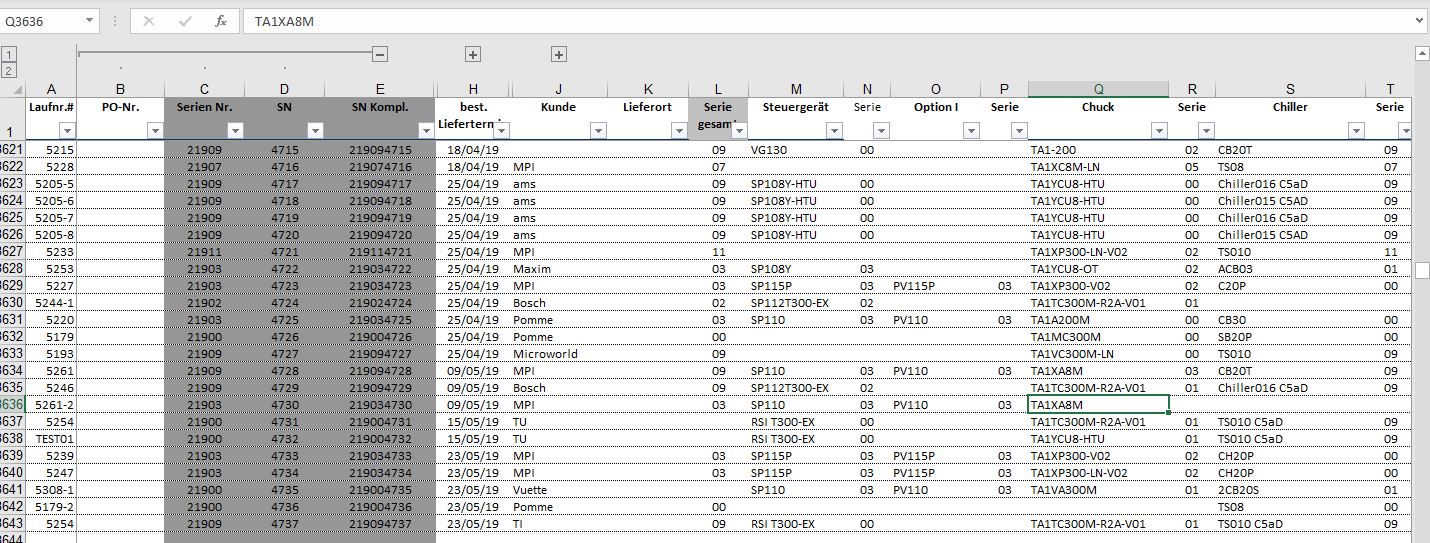 Q3636 fx TA1XA8M
1
2
A B C D E H J K L M N O P Q R S T
Laufnr.# PO-Nr. Serien Nr. SN SN Kompl. best. Kunde Lieferort Serie Steuergerät Serie Option I Serie Chuck Serie Chiller Serie
1 gesamt
3621 5215 21909 4715 219094715 18/04/19 09 VG130 00 TA1-200 02 CB20T 09
3622 5228 21907 4716 219074716 18/04/19 MPI 07 TA1XC8M-LN 05 TS08 07
3623 5205-5 21909 4717 219094717 25/04/19 ams 09 SP108Y-HTU 00 TA1YCU8-HTU 00 Chiller016 C5aD 09
3624 5205-6 21909 4718 219094718 25/04/19 ams 09 SP108Y-HTU 00 TA1YCU8-HTU 00 Chiller015 C5AD 09
3625 5205-7 21909 4719 219094719 25/04/19 ams 09 SP108Y-HTU 00 TA1YCU8-HTU 00 Chiller016 C5aD 09
3626 5205-8 21909 4720 219094720 25/04/19 ams 09 SP108Y-HTU 00 TA1YCU8-HTU 00 Chiller015 C5AD 09
3627 5233 21911 4721 219114721 25/04/19 MPI 11 TA1XP300-LN-V02 02 TS010 11
3628 5253 21903 4722 219034722 25/04/19 Maxim 03 SP108Y 03 TA1YCU8-OT 02 ACB03 01
3629 5227 21903 4723 219034723 25/04/19 MPI 03 SP115P 03 PV115P 03 TA1XP300-V02 02 C20P 00
3630 5244-1 21902 4724 219024724 25/04/19 Bosch 02 SP112T300-EX 02 TA1TC300M-R2A-V01 01
3631 5220 21903 4725 219034725 25/04/19 Pomme 03 SP110 03 PV110 03 TA1A200M 00 CB30 00
3632 5179 21900 4726 219004726 25/04/19 Pomme 00 TA1MC300M 00 SB20P 00
3633 5193 21909 4727 219094727 25/04/19 Microworld 09 TA1VC300M-LN 00 TS010 09
3634 5261 21909 4728 219094728 09/05/19 MPI 09 SP110 03 PV110 03 TA1XA8M 03 CB20T 09
3635 5246 21909 4729 219094729 09/05/19 Bosch 09 SP112T300-EX 02 TA1TC300M-R2A-V01 01 Chiller016 C5aD 09
3636 5261-2 21903 4730 219034730 09/05/19 MPI 03 SP110 03 PV110 03 TA1XA8M
3637 5254 21900 4731 219004731 15/05/19 TU RSI T300-EX 00 TA1TC300M-R2A-V01 01 TS010 C5aD 09
3638 TEST01 21900 4732 219004732 15/05/19 TU RSI T300-EX 00 TA1YCU8-HTU 01 TS010 C5aD 09
3639 5239 21903 4733 219034733 23/05/19 MPI 03 SP115P 03 PV115P 03 TA1XP300-V02 02 CH20P 00
3640 5247 21903 4734 219034734 23/05/19 MPI 03 SP115P 03 PV115P 03 TA1XP300-LN-V02 02 CH20P 00
3641 5308-1 21900 4735 219004735 23/05/19 Vuette SP110 03 PV110 03 TA1VA300M 01 2CB20S 01
3642 5179-2 21900 4736 219004736 23/05/19 Pomme 00 TS08 00
3643 5254 21909 4737 219094737 23/05/19 TI 09 RSI T300-EX 00 TA1TC300M-R2A-V01 01 TS010 C5aD 09
3644